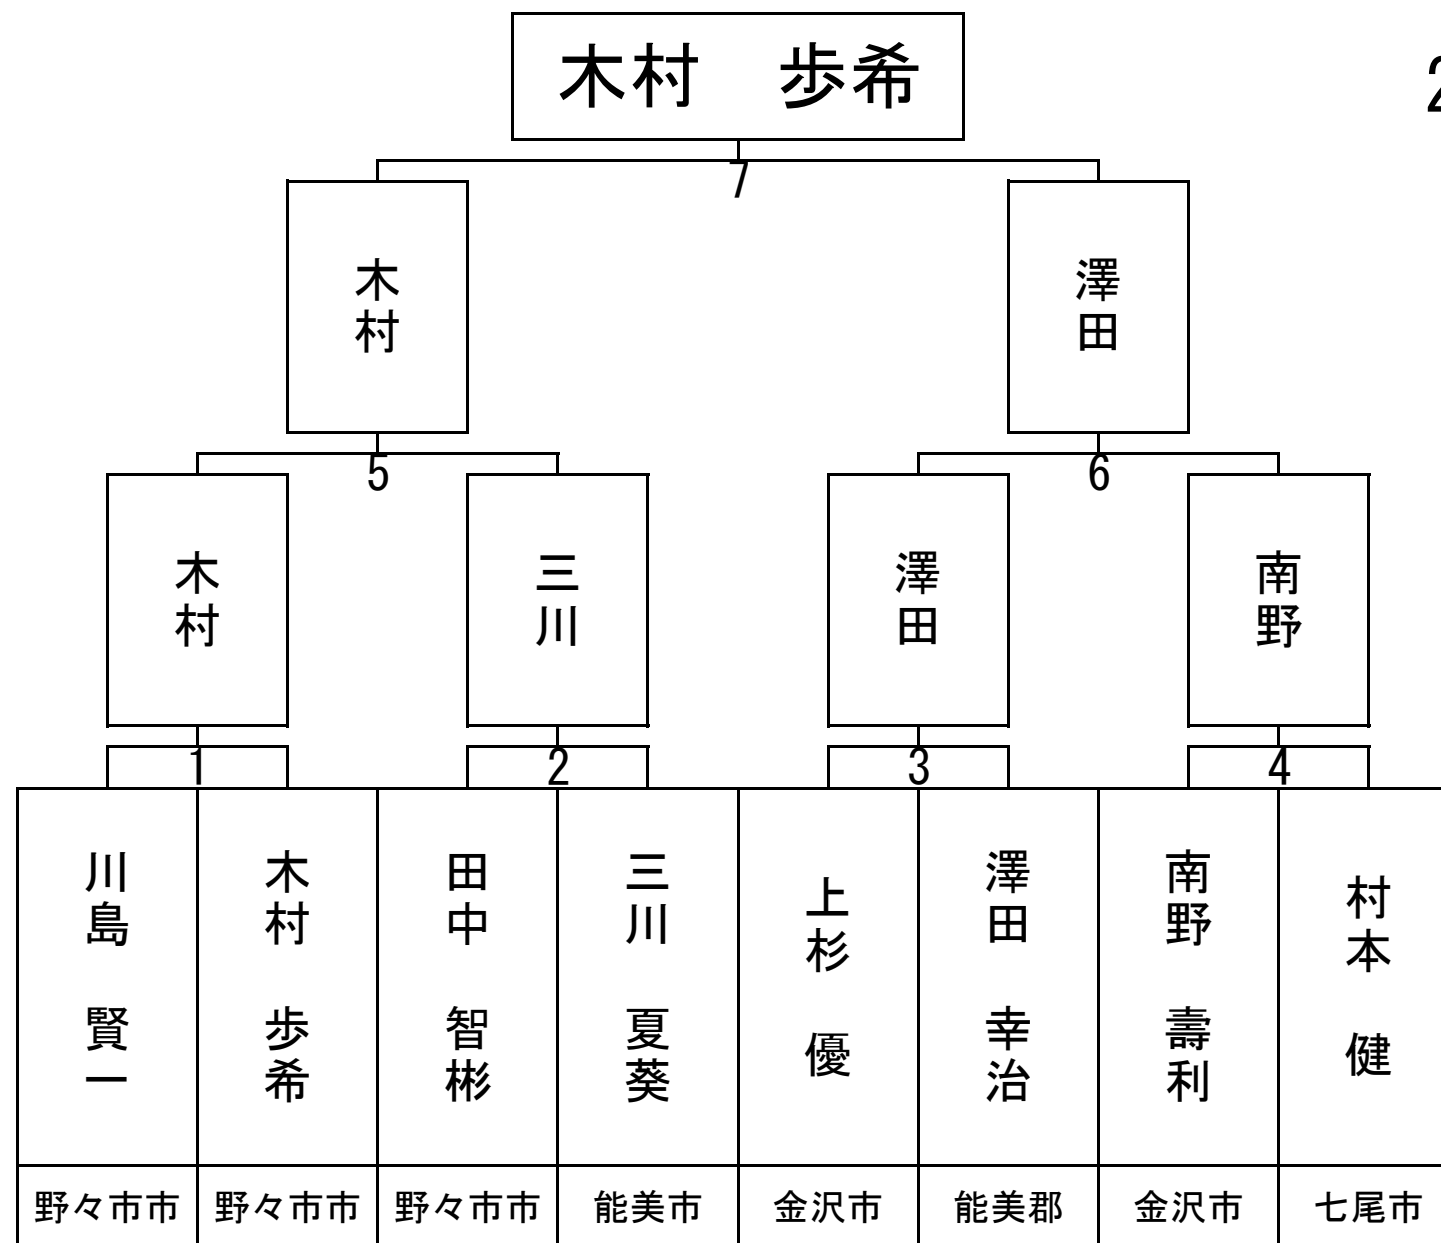 木村　歩希
2
7
木村
澤田
5
6
木村
三川
澤田
南野
1
2
3
4
川島　賢一
木村　歩希
田中　智彬
三川　夏葵
上杉　優
澤田　幸治
南野　壽利
村本　健
野々市市
野々市市
野々市市
能美市
金沢市
能美郡
金沢市
七尾市